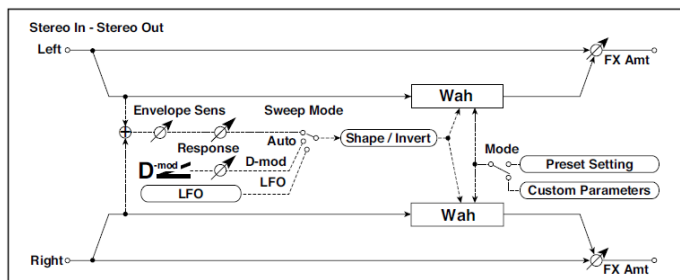 Stereo In - Stereo Out
Left
FX Amt
Wah
Envelope Sens
Sweep Mode
Auto
Shape / Invert
Response
Mode
D-mod
D-mod
Preset Setting
LFO
LFO
Custom Parameters
Wah
Right
FX Amt